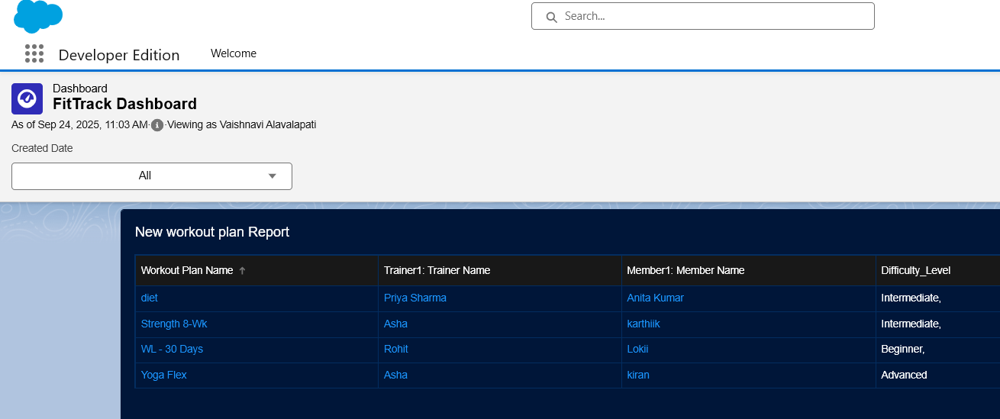 Search...
Developer Edition Welcome
Dashboard
FitTrack Dashboard
As of Sep 24, 2025, 11:03 AM·Viewing as Vaishnavi Alavalapati
Created Date
All
New workout plan Report
Workout Plan Name ↑ Trainer1: Trainer Name Member1: Member Name Difficulty_Level
diet Priya Sharma Anita Kumar Intermediate,
Strength 8-Wk Asha karthiik Intermediate,
WL - 30 Days Rohit Lokii Beginner,
Yoga Flex Asha kiran Advanced